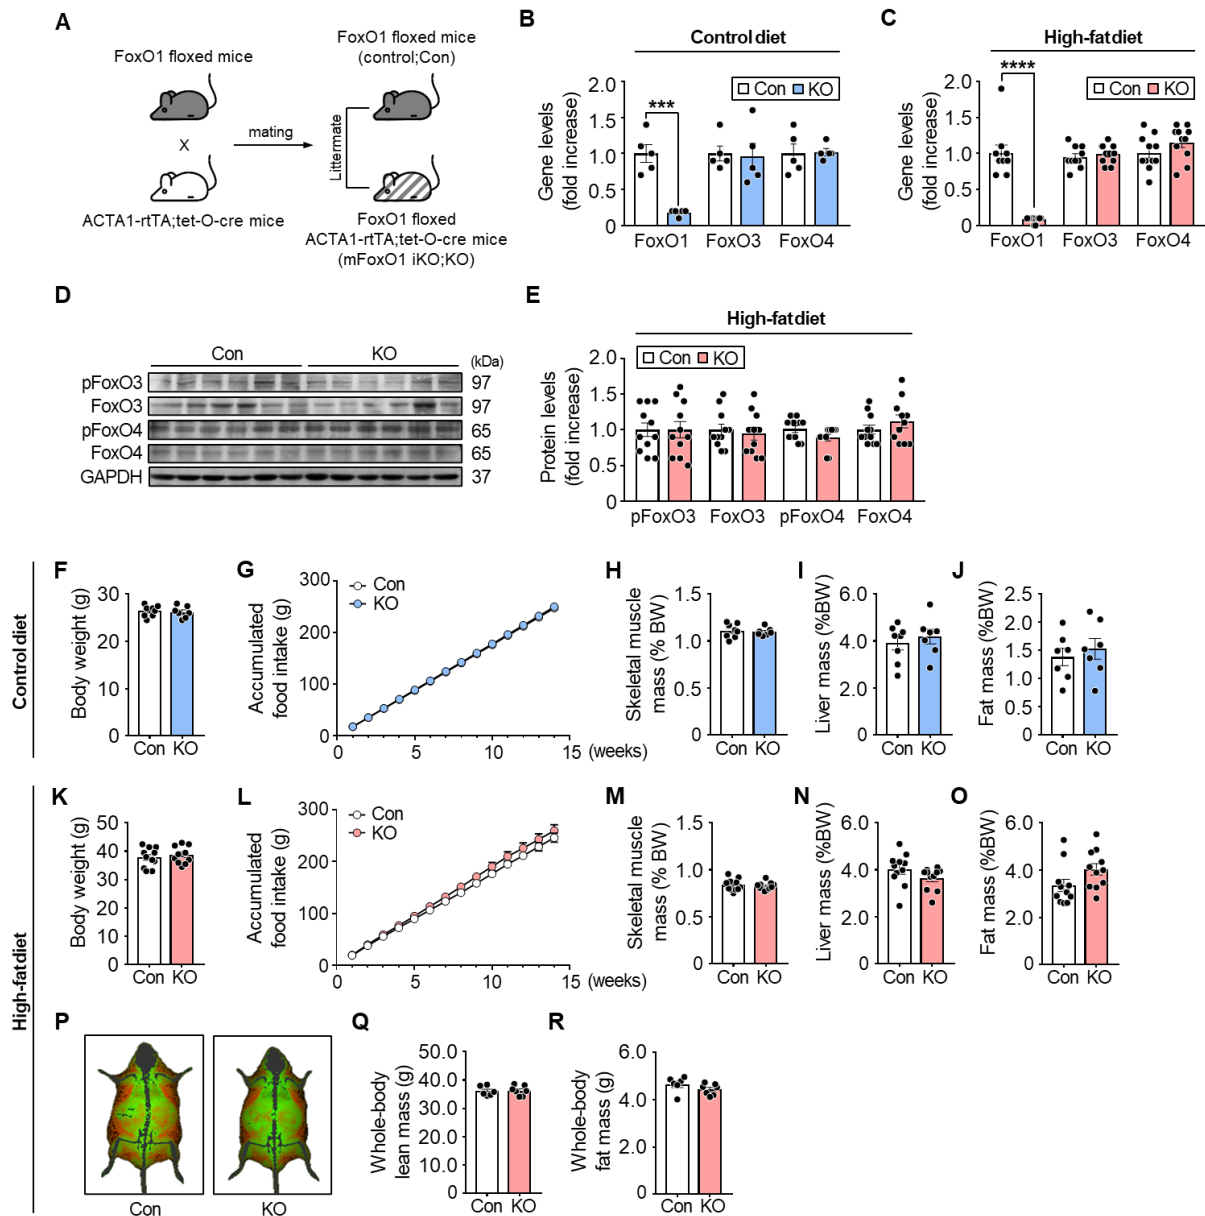 A
FoxO1 floxed mice
X
ACTA1-rtTA;tet-O-cre mice
mating
Littermate
FoxO1 floxed mice
(control;Con)
FoxO1 floxed
ACTA1-rtTA;tet-O-cre mice
(mFoxO1 iKO;KO)
B
Control diet
Gene levels
(fold increase)
2.0
1.5
1.0
0.5
0
Con KO
***
FoxO1 FoxO3 FoxO4
C
High-fat diet
Gene levels
(fold increase)
2.0
1.5
1.0
0.5
0
Con KO
****
FoxO1 FoxO3 FoxO4
D
Con KO (kDa)
pFoxO3 97
FoxO3 97
pFoxO4 65
FoxO4 65
GAPDH 37
E
High-fat diet
Protein levels
(fold increase)
2.0
1.5
1.0
0.5
0
Con KO
pFoxO3 FoxO3 pFoxO4 FoxO4
Control diet
F
Body weight (g)
30
20
10
0
Con KO
G
Accumulated
food intake (g)
300
200
100
0
Con
KO
0 5 10 15 (weeks)
H
Skeletal muscle
mass (% BW)
1.5
1.0
0.5
0
Con KO
I
Liver mass (%BW)
6.0
4.0
2.0
0
Con KO
J
Fat mass (%BW)
2.5
2.0
1.5
1.0
0.5
0
Con KO
High-fat diet
K
Body weight (g)
50
40
30
20
10
0
Con KO
L
Accumulated
food intake (g)
300
200
100
0
Con
KO
0 5 10 15 (weeks)
M
Skeletal muscle
mass (% BW)
1.5
1.0
0.5
0
Con KO
N
Liver mass (%BW)
6.0
4.0
2.0
0
Con KO
O
Fat mass (%BW)
6.0
4.0
2.0
0
Con KO
P
Con KO
Q
Whole-body
lean mass (g)
50.0
40.0
30.0
20.0
10.0
0
Con KO
R
Whole-body
fat mass (g)
6.0
4.0
2.0
0
Con KO